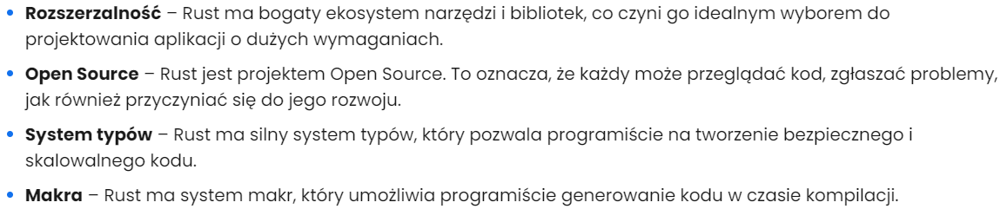 • Rozszerzalność – Rust ma bogaty ekosystem narzędzi i bibliotek, co czyni go idealnym wyborem do
projektowania aplikacji o dużych wymaganiach.
• Open Source – Rust jest projektem Open Source. To oznacza, że każdy może przeglądać kod, zgłaszać problemy,
jak również przyczyniać się do jego rozwoju.
• System typów – Rust ma silny system typów, który pozwala programiście na tworzenie bezpiecznego i
skalowalnego kodu.
• Makra – Rust ma system makr, który umożliwia programiście generowanie kodu w czasie kompilacji.